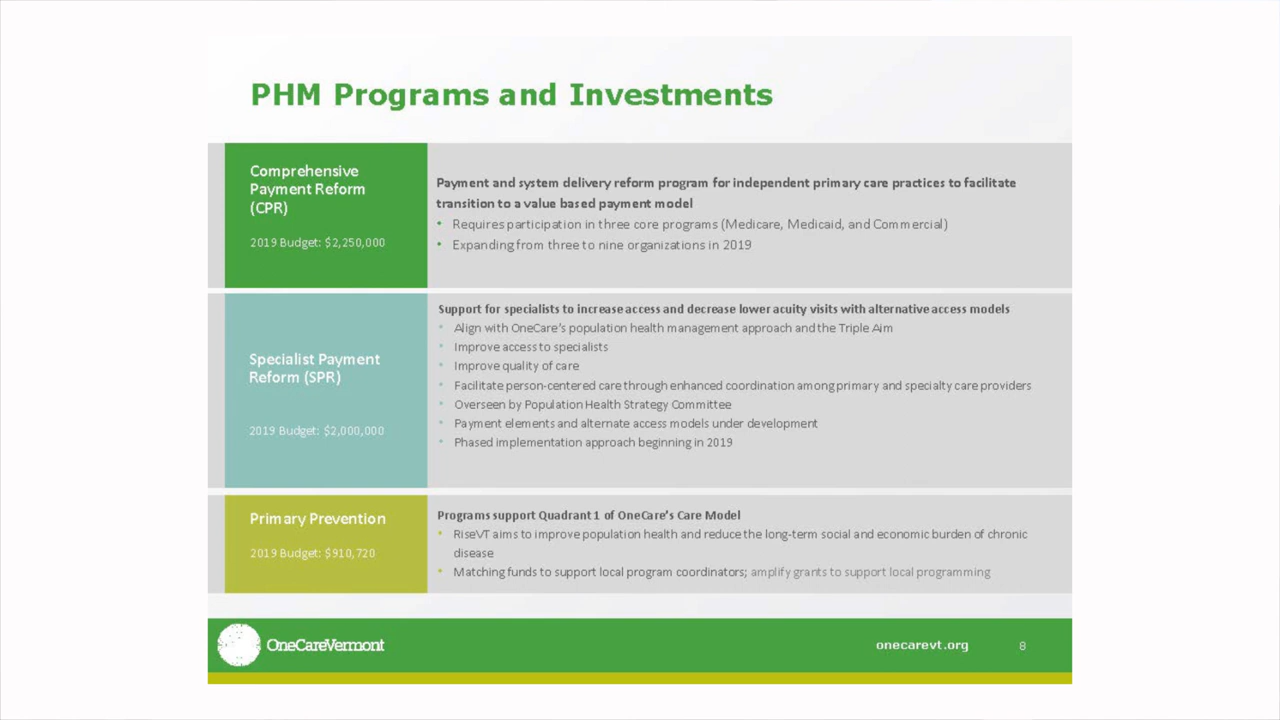 PHM Programs and Investments
Comprehensive
Payment Reform
(CPR)
2019 Budget: $2,250,000
Payment and system delivery reform program for independent primary care practices to facilitate
transition to a value based payment model
• Requires participation in three core programs (Medicare, Medicaid, and Commercial)
• Expanding from three to nine organizations in 2019
Specialist Payment
Reform (SPR)
2019 Budget: $2,000,000
Support for specialists to increase access and decrease lower acuity visits with alternative access models
• Align with OneCare's population health management approach and the Triple Aim
• Improve access to specialists
• Improve quality of care
• Facilitate person-centered care through enhanced coordination among primary and specialty care providers
• Overseen by Population Health Strategy Committee
• Payment elements and alternate access models under development
• Phased implementation approach beginning in 2019
Primary Prevention
2019 Budget: $910,720
Programs support Quadrant 1 of OneCare's Care Model
• RiseVT aims to improve population health and reduce the long-term social and economic burden of chronic
disease
• Matching funds to support local program coordinators; amplify grants to support local programming
OneCareVermont
onecarevt.org
8